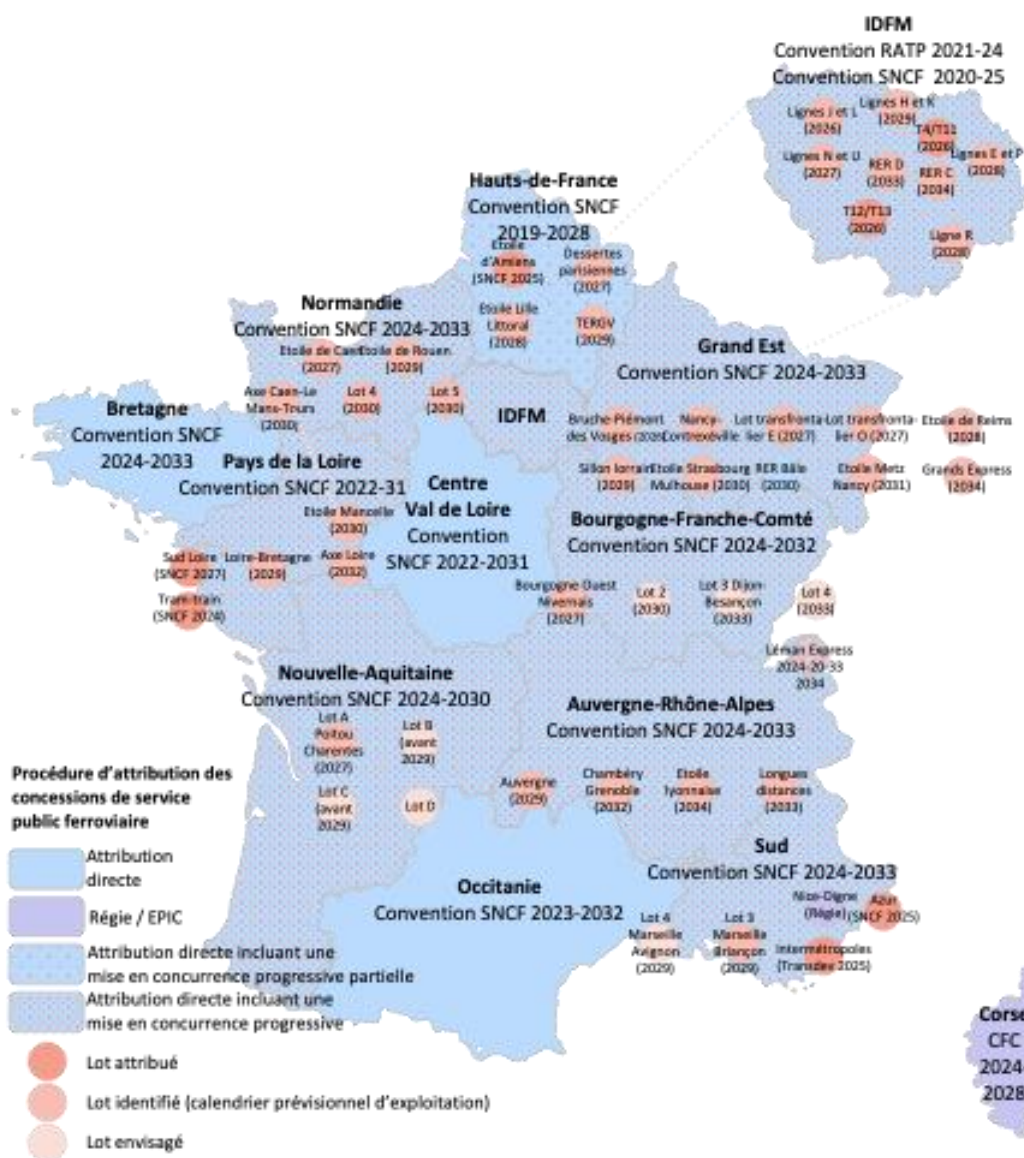 IDFM
Convention RATP 2021-24
Convention SNCF 2020-25
Lignes J et L
(2026)
Lignes H et K
(2029)
T4/T11
(2026)
Lignes N et U
(2027)
RER D
(2033)
RER C
(2034)
Lignes E et P
(2028)
T12/T13
(2026)
Ligne R
(2028)
Hauts-de-France
Convention SNCF
2019-2028
Etoile
d'Amiens
(SNCF 2025)
Dessertes
parisiennes
(2027)
Etoile Lille
Littoral
(2028)
TERGV
(2029)
Normandie
Convention SNCF 2024-2033
Etoile de Caen
(2027)
Etoile de Rouen
(2029)
Axe Caen-Le
Mans-Tours
(2030)
Lot 4
(2030)
Lot 5
(2030)
Grand Est
Convention SNCF 2024-2033
Bruche-Piémont
des Vosges
Nancy-
Contrexéville
Lot transfronta-
lier E (2027)
Lot transfronta-
lier O (2027)
Etoile de Reims
(2028)
Sillon lorrain
(2029)
Etoile Strasbourg
Mulhouse (2030)
RER Bâle
(2030)
Etoile Metz
Nancy (2031)
Grands Express
(2034)
IDFM
Bretagne
Convention SNCF
2024-2033
Pays de la Loire
Convention SNCF 2022-31
Etoile Mancelle
(2030)
Sud Loire
(SNCF 2027)
Loire-Bretagne
(2029)
Axe Loire
(2032)
Tram-train
(SNCF 2024)
Centre
Val de Loire
Convention
SNCF 2022-2031
Bourgogne-Franche-Comté
Convention SNCF 2024-2032
Bourgogne Ouest
Nivernais
(2027)
Lot 2
(2030)
Lot 3 Dijon-
Besançon
(2033)
Lot 4
(2033)
Léman Express
2024-20-33
2034
Nouvelle-Aquitaine
Convention SNCF 2024-2030
Lot A
Poitou
Charentes
(2027)
Lot B
(avant
2029)
Lot C
(avant
2029)
Lot D
Auvergne-Rhône-Alpes
Convention SNCF 2024-2033
Auvergne
(2029)
Chambéry
Grenoble
(2032)
Etoile
lyonnaise
(2034)
Longues
distances
(2033)
Sud
Convention SNCF 2024-2033
Nice-Digne
(Régie)
Azur
(SNCF 2025)
Lot 4
Marseille
Avignon
(2029)
Lot 3
Marseille
Briançon
(2029)
Intermétropoles
(Transdev 2025)
Occitanie
Convention SNCF 2023-2032
Corse
CFC
2024-
2028
Procédure d'attribution des
concessions de service
public ferroviaire
Attribution
directe
Régie / EPIC
Attribution directe incluant une
mise en concurrence progressive partielle
Attribution directe incluant une
mise en concurrence progressive
Lot attribué
Lot identifié (calendrier prévisionnel d'exploitation)
Lot envisagé